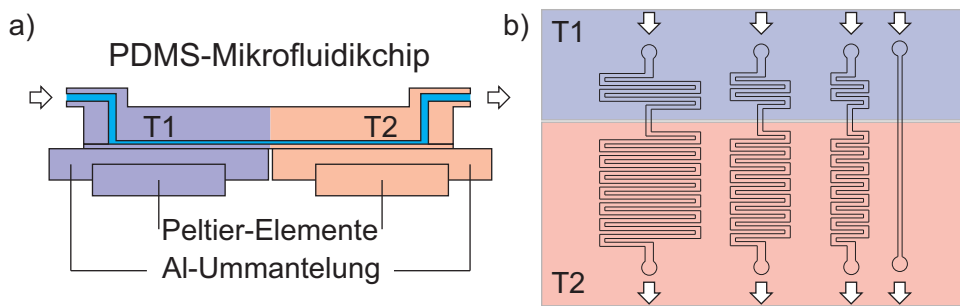 a)
PDMS-Mikrofluidikchip
T1
T2
Peltier-Elemente
Al-Ummantelung
b)
T1
T2